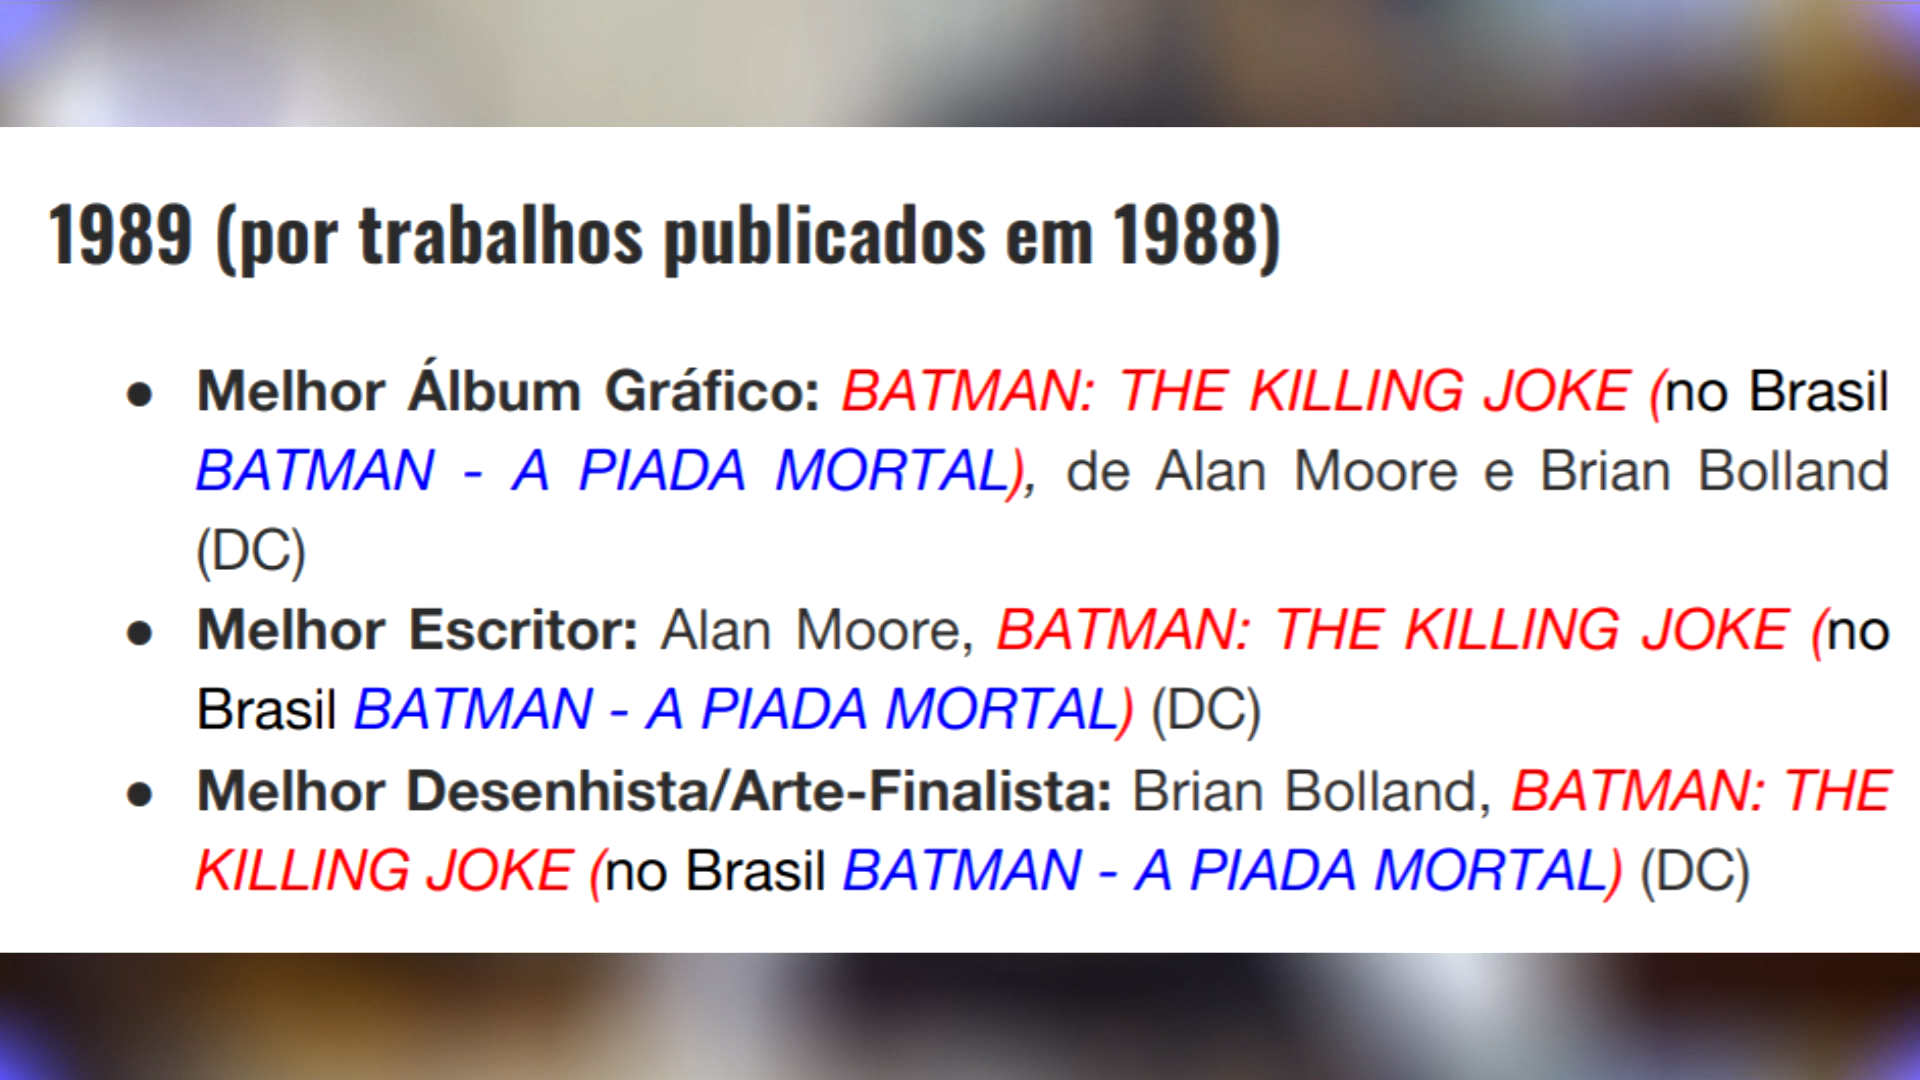 1989 (por trabalhos publicados em 1988)
● Melhor Álbum Gráfico: BATMAN: THE KILLING JOKE (no Brasil
BATMAN - A PIADA MORTAL), de Alan Moore e Brian Bolland
(DC)
● Melhor Escritor: Alan Moore, BATMAN: THE KILLING JOKE (no
Brasil BATMAN - A PIADA MORTAL) (DC)
● Melhor Desenhista/Arte-Finalista: Brian Bolland, BATMAN: THE
KILLING JOKE (no Brasil BATMAN - A PIADA MORTAL) (DC)